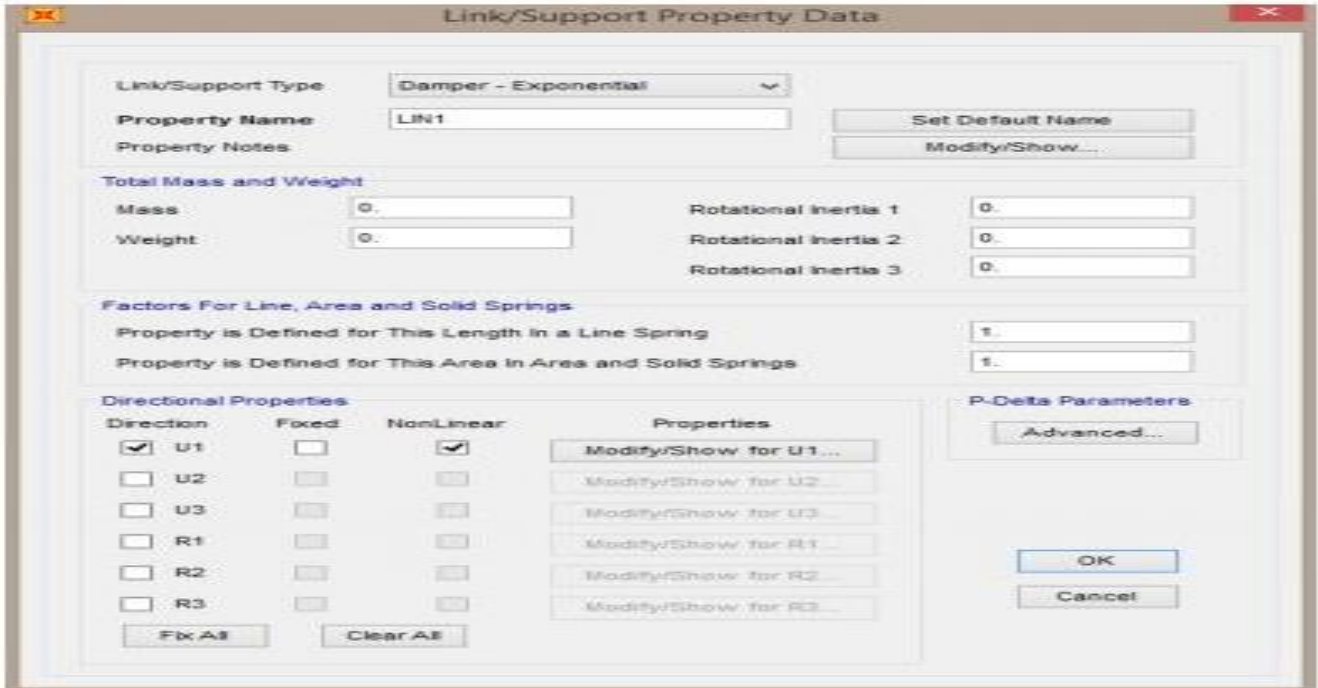 Link/Support Property Data
Link/Support Type Damper - Exponential
Property Name LIN1 Set Default Name
Property Notes Modify/Show...
Total Mass and Weight
Mass 0. Rotational Inertia 1 0.
Weight 0. Rotational Inertia 2 0.
Rotational Inertia 3 0.
Factors For Line, Area and Solid Springs
Property is Defined for This Length In a Line Spring 1.
Property is Defined for This Area In Area and Solid Springs 1.
Directional Properties P-Delta Parameters
Direction Fixed NonLinear Properties Advanced...
U1 Modify/Show for U1...
U2 Modify/Show for U2...
U3 Modify/Show for U3...
R1 Modify/Show for R1...
R2 Modify/Show for R2...
R3 Modify/Show for R3...
Fix All Clear All
OK
Cancel